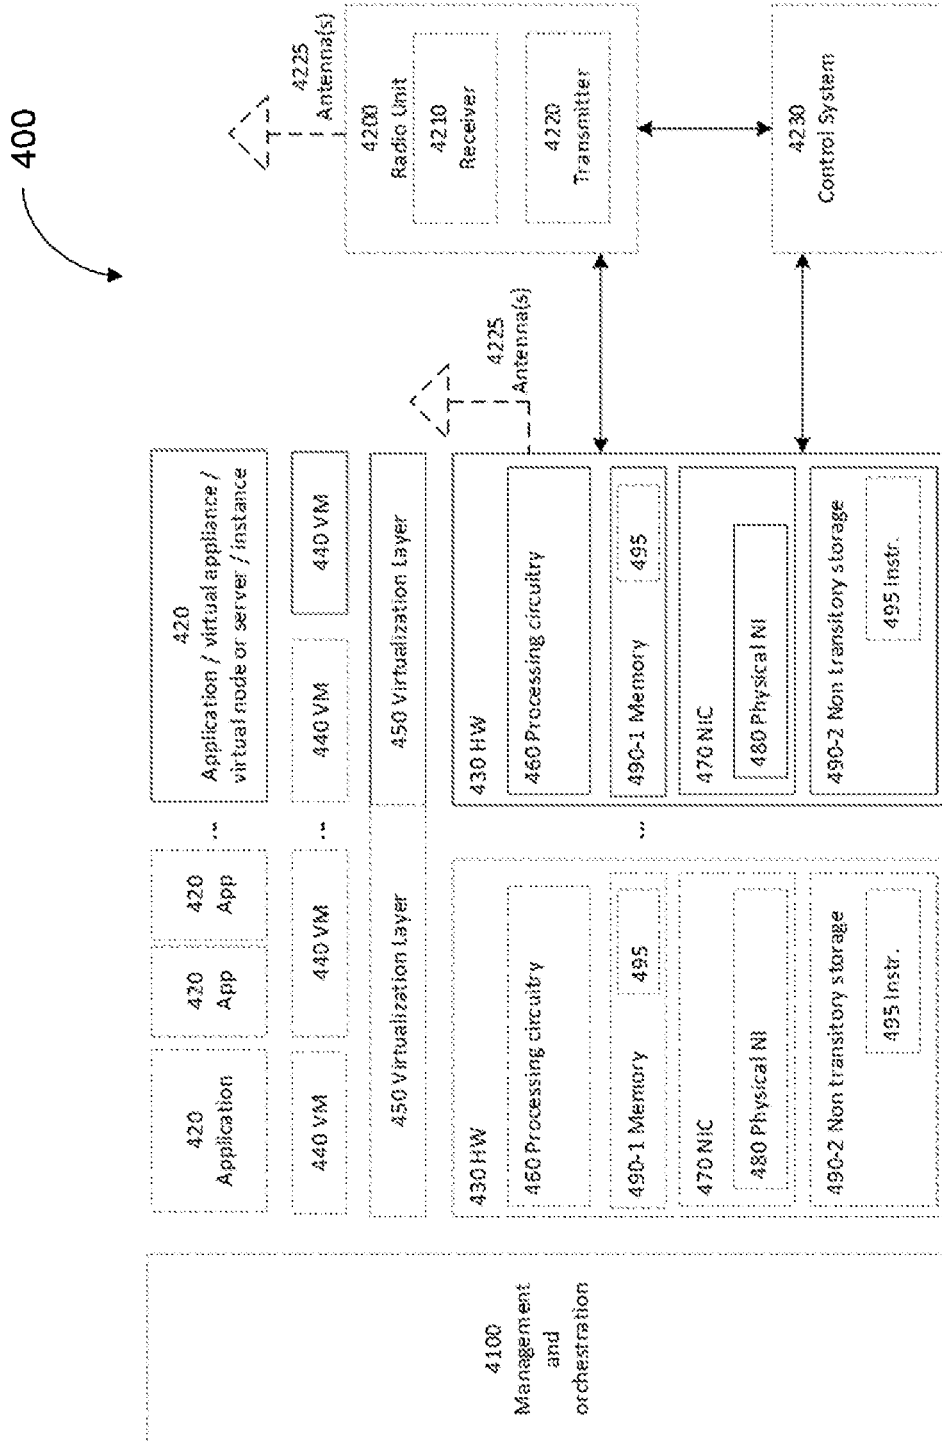 400
4100
Management
and
orchestration
420
Application
420
App
420
App
...
420
Application / virtual appliance /
virtual node or server / instance
440 VM
440 VM
...
440 VM
440 VM
450 Virtualization Layer
450 Virtualization Layer
430 HW
460 Processing circuitry
490-1 Memory
495
470 NIC
480 Physical NI
490-2 Non transitory storage
495 Instr.
...
430 HW
460 Processing circuitry
490-1 Memory
495
470 NIC
480 Physical NI
490-2 Non transitory storage
495 Instr.
4225
Antenna(s)
4225
Antenna(s)
4200
Radio Unit
4210
Receiver
4220
Transmitter
4230
Control System